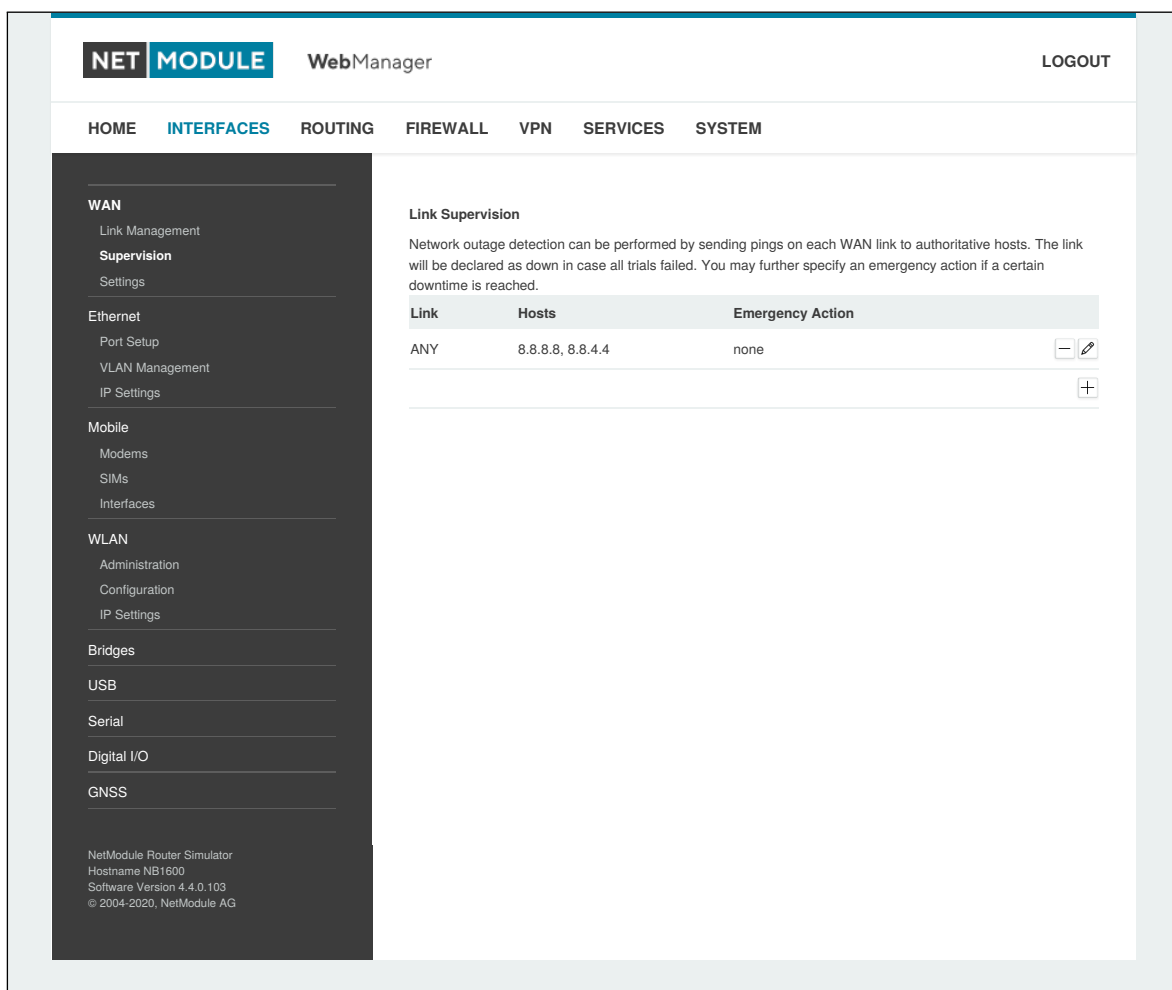 NET MODULE WebManager LOGOUT
HOME INTERFACES ROUTING FIREWALL VPN SERVICES SYSTEM
WAN
Link Management
Supervision
Settings
Ethernet
Port Setup
VLAN Management
IP Settings
Mobile
Modems
SIMs
Interfaces
WLAN
Administration
Configuration
IP Settings
Bridges
USB
Serial
Digital I/O
GNSS
NetModule Router Simulator
Hostname NB1600
Software Version 4.4.0.103
© 2004-2020, NetModule AG
Link Supervision
Network outage detection can be performed by sending pings on each WAN link to authoritative hosts. The link
will be declared as down in case all trials failed. You may further specify an emergency action if a certain
downtime is reached.
Link Hosts Emergency Action
ANY 8.8.8.8, 8.8.4.4 none